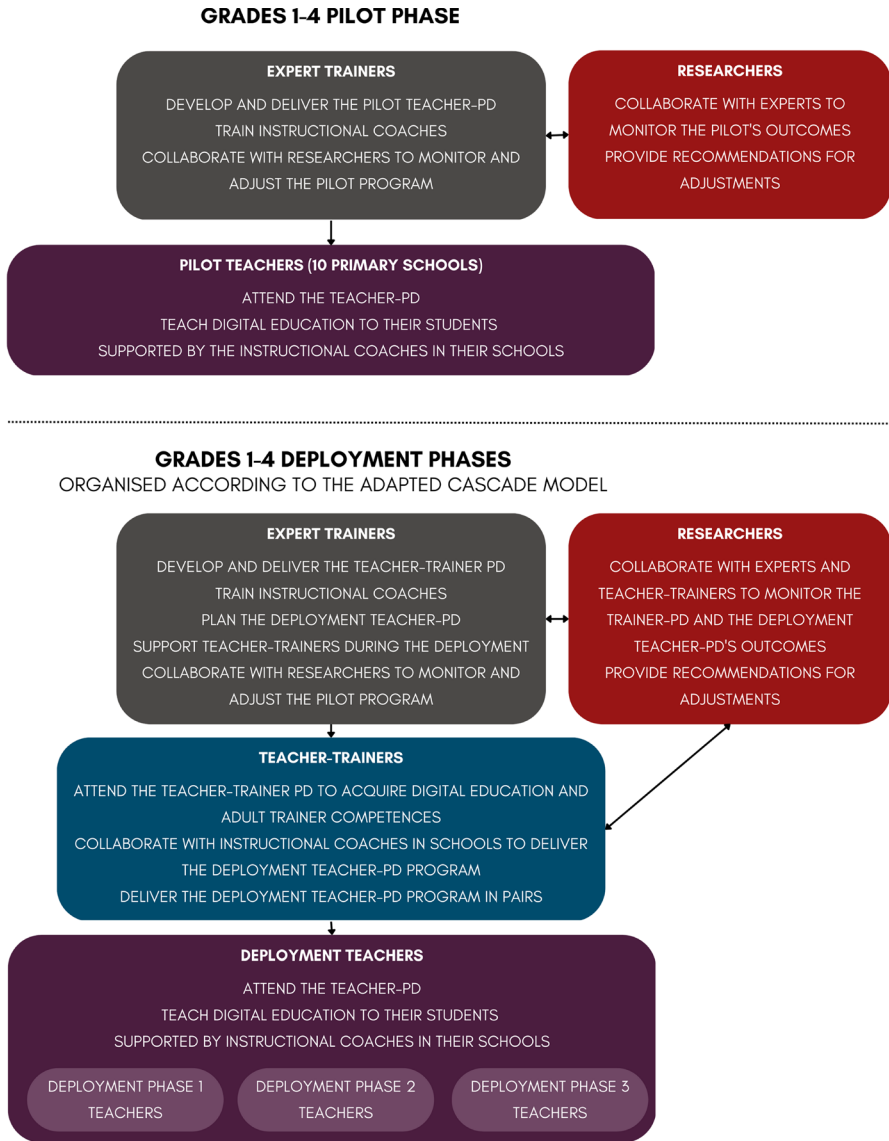 GRADES 1-4 PILOT PHASE
EXPERT TRAINERS
DEVELOP AND DELIVER THE PILOT TEACHER-PD
TRAIN INSTRUCTIONAL COACHES
COLLABORATE WITH RESEARCHERS TO MONITOR AND
ADJUST THE PILOT PROGRAM
RESEARCHERS
COLLABORATE WITH EXPERTS TO
MONITOR THE PILOT'S OUTCOMES
PROVIDE RECOMMENDATIONS FOR
ADJUSTMENTS
PILOT TEACHERS (10 PRIMARY SCHOOLS)
ATTEND THE TEACHER-PD
TEACH DIGITAL EDUCATION TO THEIR STUDENTS
SUPPORTED BY THE INSTRUCTIONAL COACHES IN THEIR SCHOOLS
GRADES 1-4 DEPLOYMENT PHASES
ORGANISED ACCORDING TO THE ADAPTED CASCADE MODEL
EXPERT TRAINERS
DEVELOP AND DELIVER THE TEACHER-TRAINER PD
TRAIN INSTRUCTIONAL COACHES
PLAN THE DEPLOYMENT TEACHER-PD
SUPPORT TEACHER-TRAINERS DURING THE DEPLOYMENT
COLLABORATE WITH RESEARCHERS TO MONITOR AND
ADJUST THE PILOT PROGRAM
RESEARCHERS
COLLABORATE WITH EXPERTS AND
TEACHER-TRAINERS TO MONITOR THE
TRAINER-PD AND THE DEPLOYMENT
TEACHER-PD'S OUTCOMES
PROVIDE RECOMMENDATIONS FOR
ADJUSTMENTS
TEACHER-TRAINERS
ATTEND THE TEACHER-TRAINER PD TO ACQUIRE DIGITAL EDUCATION AND
ADULT TRAINER COMPETENCES
COLLABORATE WITH INSTRUCTIONAL COACHES IN SCHOOLS TO DELIVER
THE DEPLOYMENT TEACHER-PD PROGRAM
DELIVER THE DEPLOYMENT TEACHER-PD PROGRAM IN PAIRS
DEPLOYMENT TEACHERS
ATTEND THE TEACHER-PD
TEACH DIGITAL EDUCATION TO THEIR STUDENTS
SUPPORTED BY INSTRUCTIONAL COACHES IN THEIR SCHOOLS
DEPLOYMENT PHASE 1
TEACHERS
DEPLOYMENT PHASE 2
TEACHERS
DEPLOYMENT PHASE 3
TEACHERS